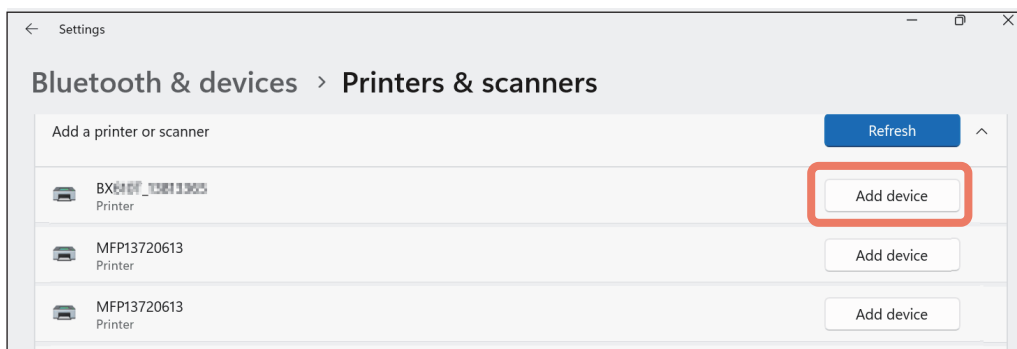 ← Settings
Bluetooth & devices > Printers & scanners
Add a printer or scanner Refresh
BX
Printer
Add device
MFP13720613
Printer
Add device
MFP13720613
Printer
Add device